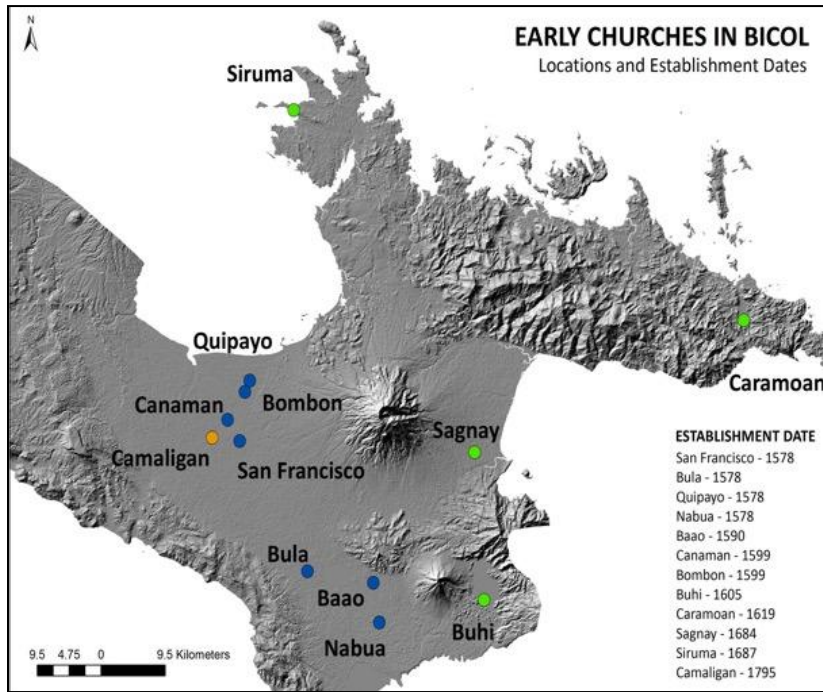 N
EARLY CHURCHES IN BICOL
Locations and Establishment Dates
Siruma
Quipayo
Bombon
Canaman
Camaligan
San Francisco
Sagnay
Caramoan
Bula
Baao
Nabua
Buhi
ESTABLISHMENT DATE
San Francisco - 1578
Bula - 1578
Quipayo - 1578
Nabua - 1578
Baao - 1590
Canaman - 1599
Bombon - 1599
Buhi - 1605
Caramoan - 1619
Sagnay - 1684
Siruma - 1687
Camaligan - 1795
9.5 4.75 0 9.5 Kilometers